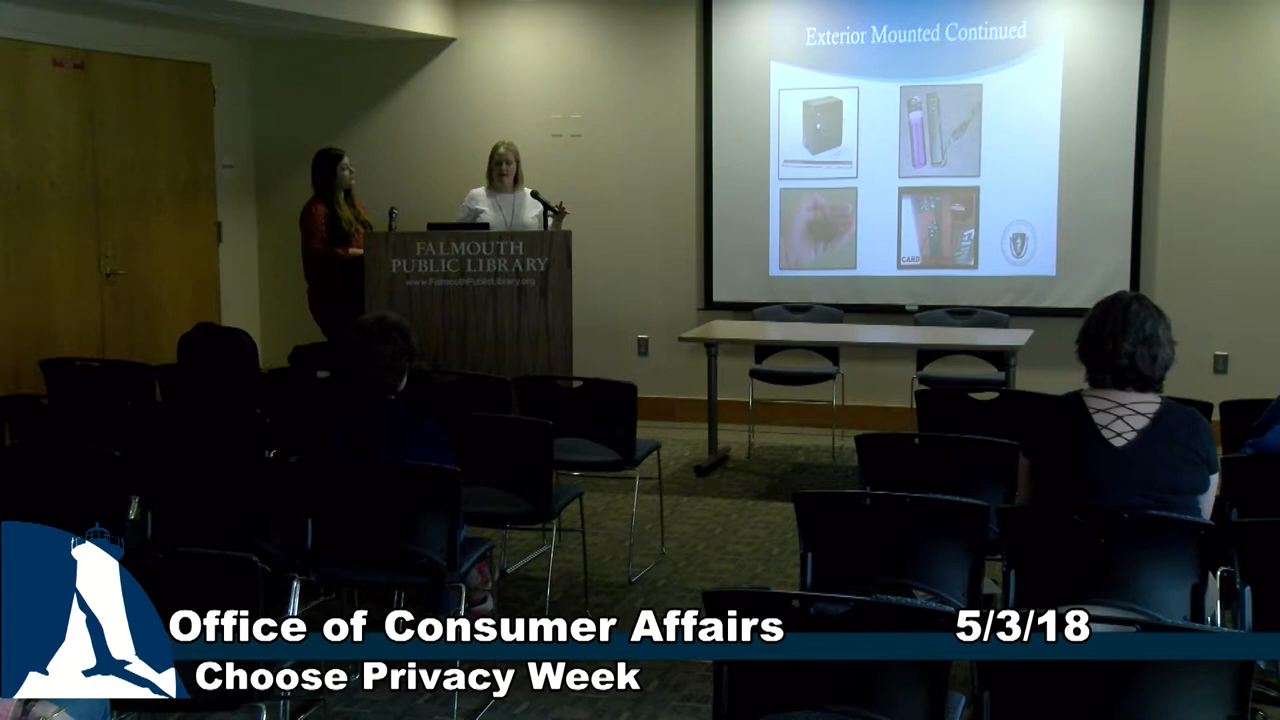 Exterior Mounted Continued
CARD
FALMOUTH
PUBLIC LIBRARY
www.FalmouthPublicLibrary.org
Office of Consumer Affairs
5/3/18
Choose Privacy Week